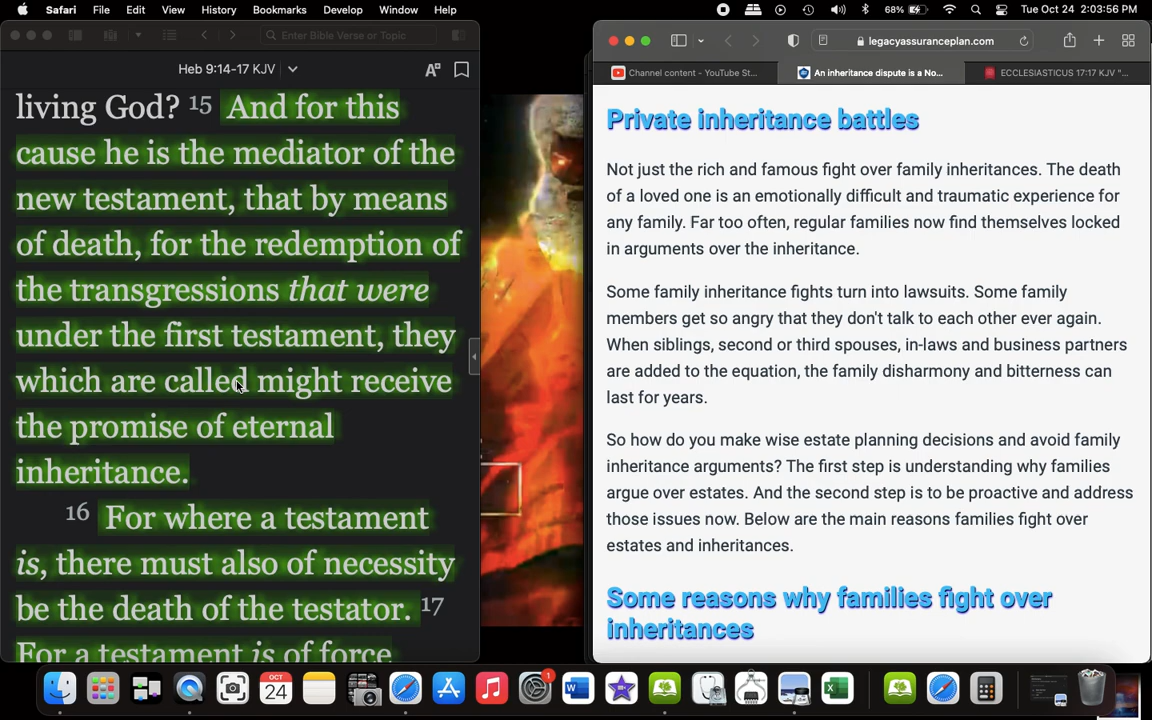 Safari File Edit View History Bookmarks Develop Window Help 68% Tue Oct 24 2:03:56 PM
Enter Bible Verse or Topic
Heb 9:14-17 KJV
living God? 15 And for this
cause he is the mediator of the
new testament, that by means
of death, for the redemption of
the transgressions that were
under the first testament, they
which are called might receive
the promise of eternal
inheritance.
16 For where a testament
is, there must also of necessity
be the death of the testator. 17
For a testament is of force
legacyassuranceplan.com
Channel content - YouTube St... An inheritance dispute is a No... ECCLESIASTICUS 17:17 KJV "...
Private inheritance battles
Not just the rich and famous fight over family inheritances. The death
of a loved one is an emotionally difficult and traumatic experience for
any family. Far too often, regular families now find themselves locked
in arguments over the inheritance.
Some family inheritance fights turn into lawsuits. Some family
members get so angry that they don't talk to each other ever again.
When siblings, second or third spouses, in-laws and business partners
are added to the equation, the family disharmony and bitterness can
last for years.
So how do you make wise estate planning decisions and avoid family
inheritance arguments? The first step is understanding why families
argue over estates. And the second step is to be proactive and address
those issues now. Below are the main reasons families fight over
estates and inheritances.
Some reasons why families fight over
inheritances
OCT
24
1